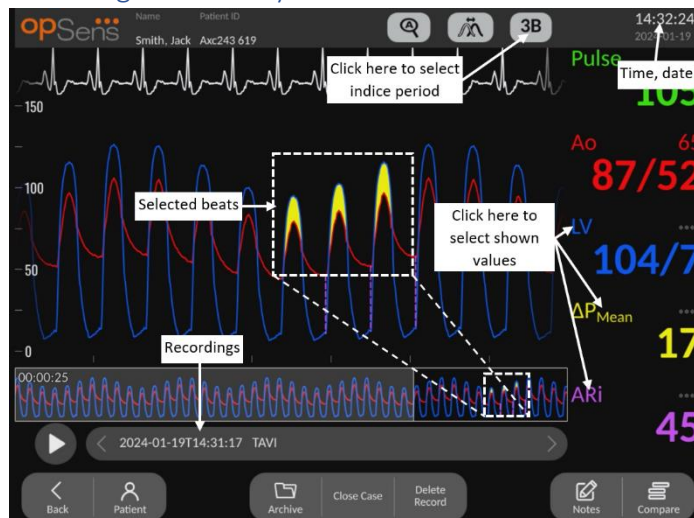 opSens
Name
Patient ID
Smith, Jack
Axc243 619
3B
14:32:24
2024-01-19
Click here to select
indice period
Time, date
Pulse
105
150
100
50
0
Ao
65
87/52
Selected beats
Click here to
select shown
values
LV
104/7
ΔPMean
17
Recordings
00:00:25
ARi
45
2024-01-19T14:31:17 TAVI
Back
Patient
Archive
Close Case
Delete
Record
Notes
Compare